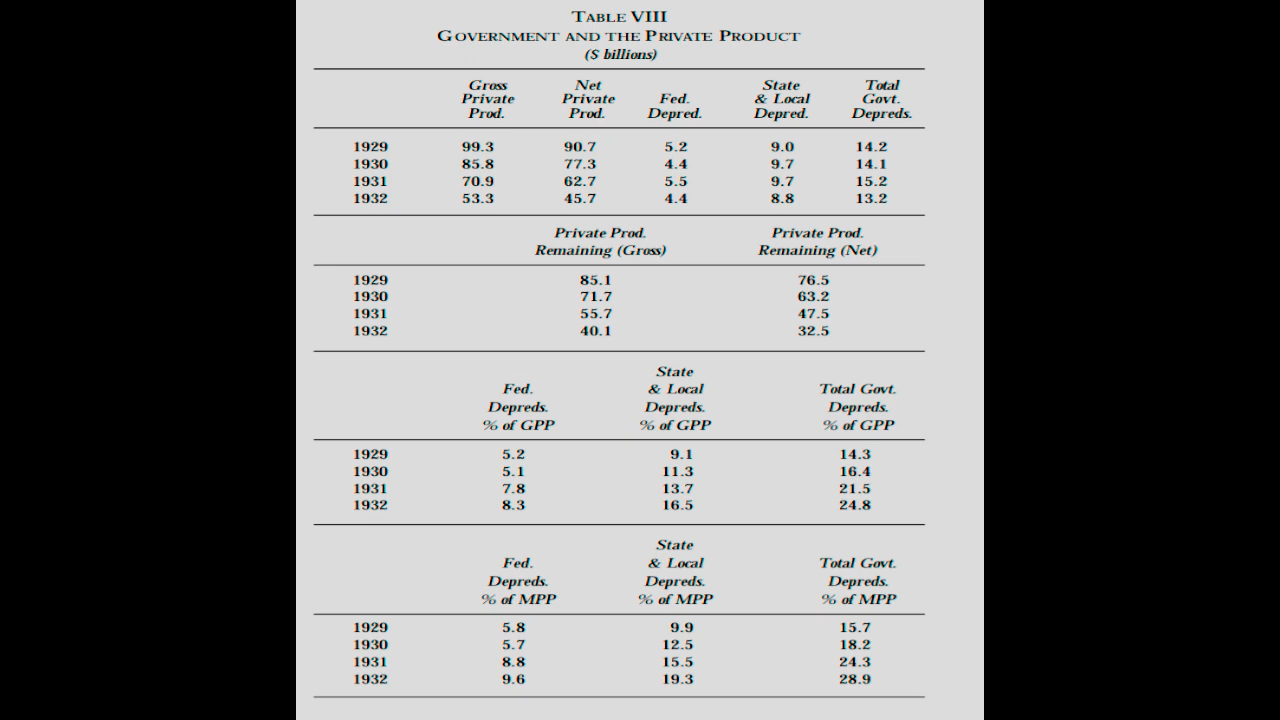 TABLE VIII
GOVERNMENT AND THE PRIVATE PRODUCT
($ billions)
Gross Net State Total
Private Private Fed. & Local Govt.
Prod. Prod. Depred. Depred. Depreds.
1929 99.3 90.7 5.2 9.0 14.2
1930 85.8 77.3 4.4 9.7 14.1
1931 70.9 62.7 5.5 9.7 15.2
1932 53.3 45.7 4.4 8.8 13.2
Private Prod. Private Prod.
Remaining (Gross) Remaining (Net)
1929 85.1 76.5
1930 71.7 63.2
1931 55.7 47.5
1932 40.1 32.5
State
Fed. & Local Total Govt.
Depreds. Depreds. Depreds.
% of GPP % of GPP % of GPP
1929 5.2 9.1 14.3
1930 5.1 11.3 16.4
1931 7.8 13.7 21.5
1932 8.3 16.5 24.8
State
Fed. & Local Total Govt.
Depreds. Depreds. Depreds.
% of MPP % of MPP % of MPP
1929 5.8 9.9 15.7
1930 5.7 12.5 18.2
1931 8.8 15.5 24.3
1932 9.6 19.3 28.9